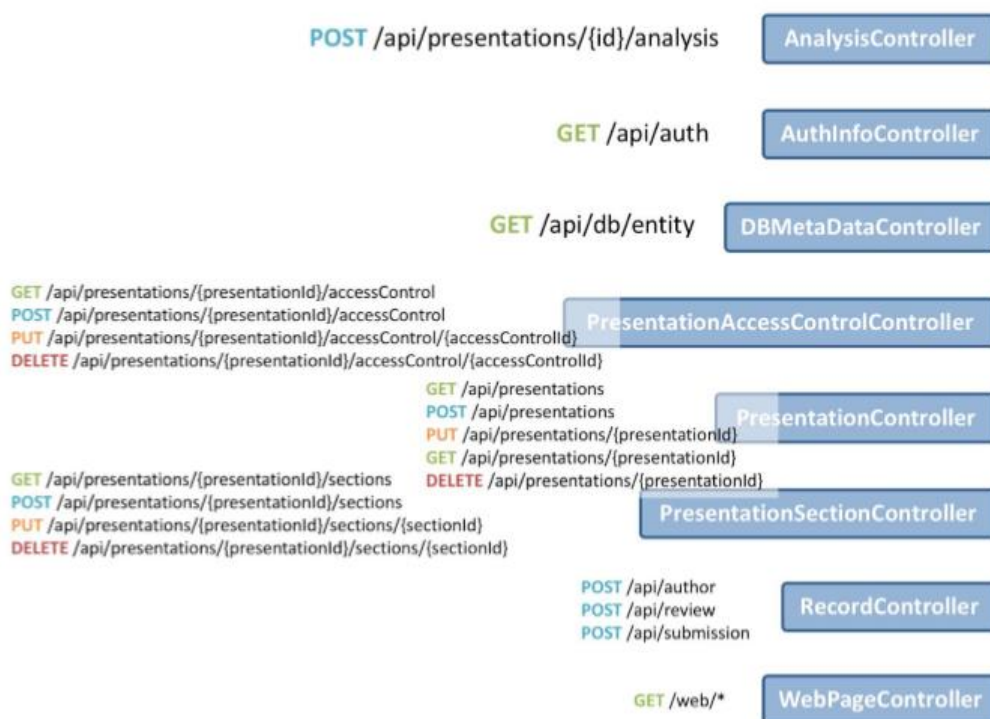 POST /api/presentations/{id}/analysis
AnalysisController
GET /api/auth
AuthInfoController
GET /api/db/entity
DBMetaDataController
GET /api/presentations/{presentationId}/accessControl
POST /api/presentations/{presentationId}/accessControl
PUT /api/presentations/{presentationId}/accessControl/{accessControlId}
DELETE /api/presentations/{presentationId}/accessControl/{accessControlId}
PresentationAccessControlController
GET /api/presentations
POST /api/presentations
PUT /api/presentations/{presentationId}
GET /api/presentations/{presentationId}
DELETE /api/presentations/{presentationId}
PresentationController
GET /api/presentations/{presentationId}/sections
POST /api/presentations/{presentationId}/sections
PUT /api/presentations/{presentationId}/sections/{sectionId}
DELETE /api/presentations/{presentationId}/sections/{sectionId}
PresentationSectionController
POST /api/author
POST /api/review
POST /api/submission
RecordController
GET /web/*
WebPageController